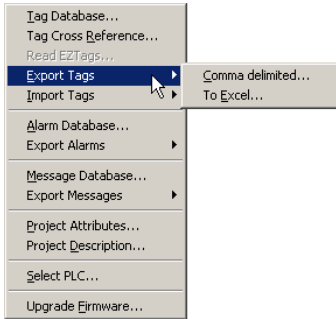 Tag Database...
Tag Cross Reference...
Read EZTags...
Export Tags
Comma delimited...
To Excel...
Import Tags
Alarm Database...
Export Alarms
Message Database...
Export Messages
Project Attributes...
Project Description...
Select PLC...
Upgrade Firmware...